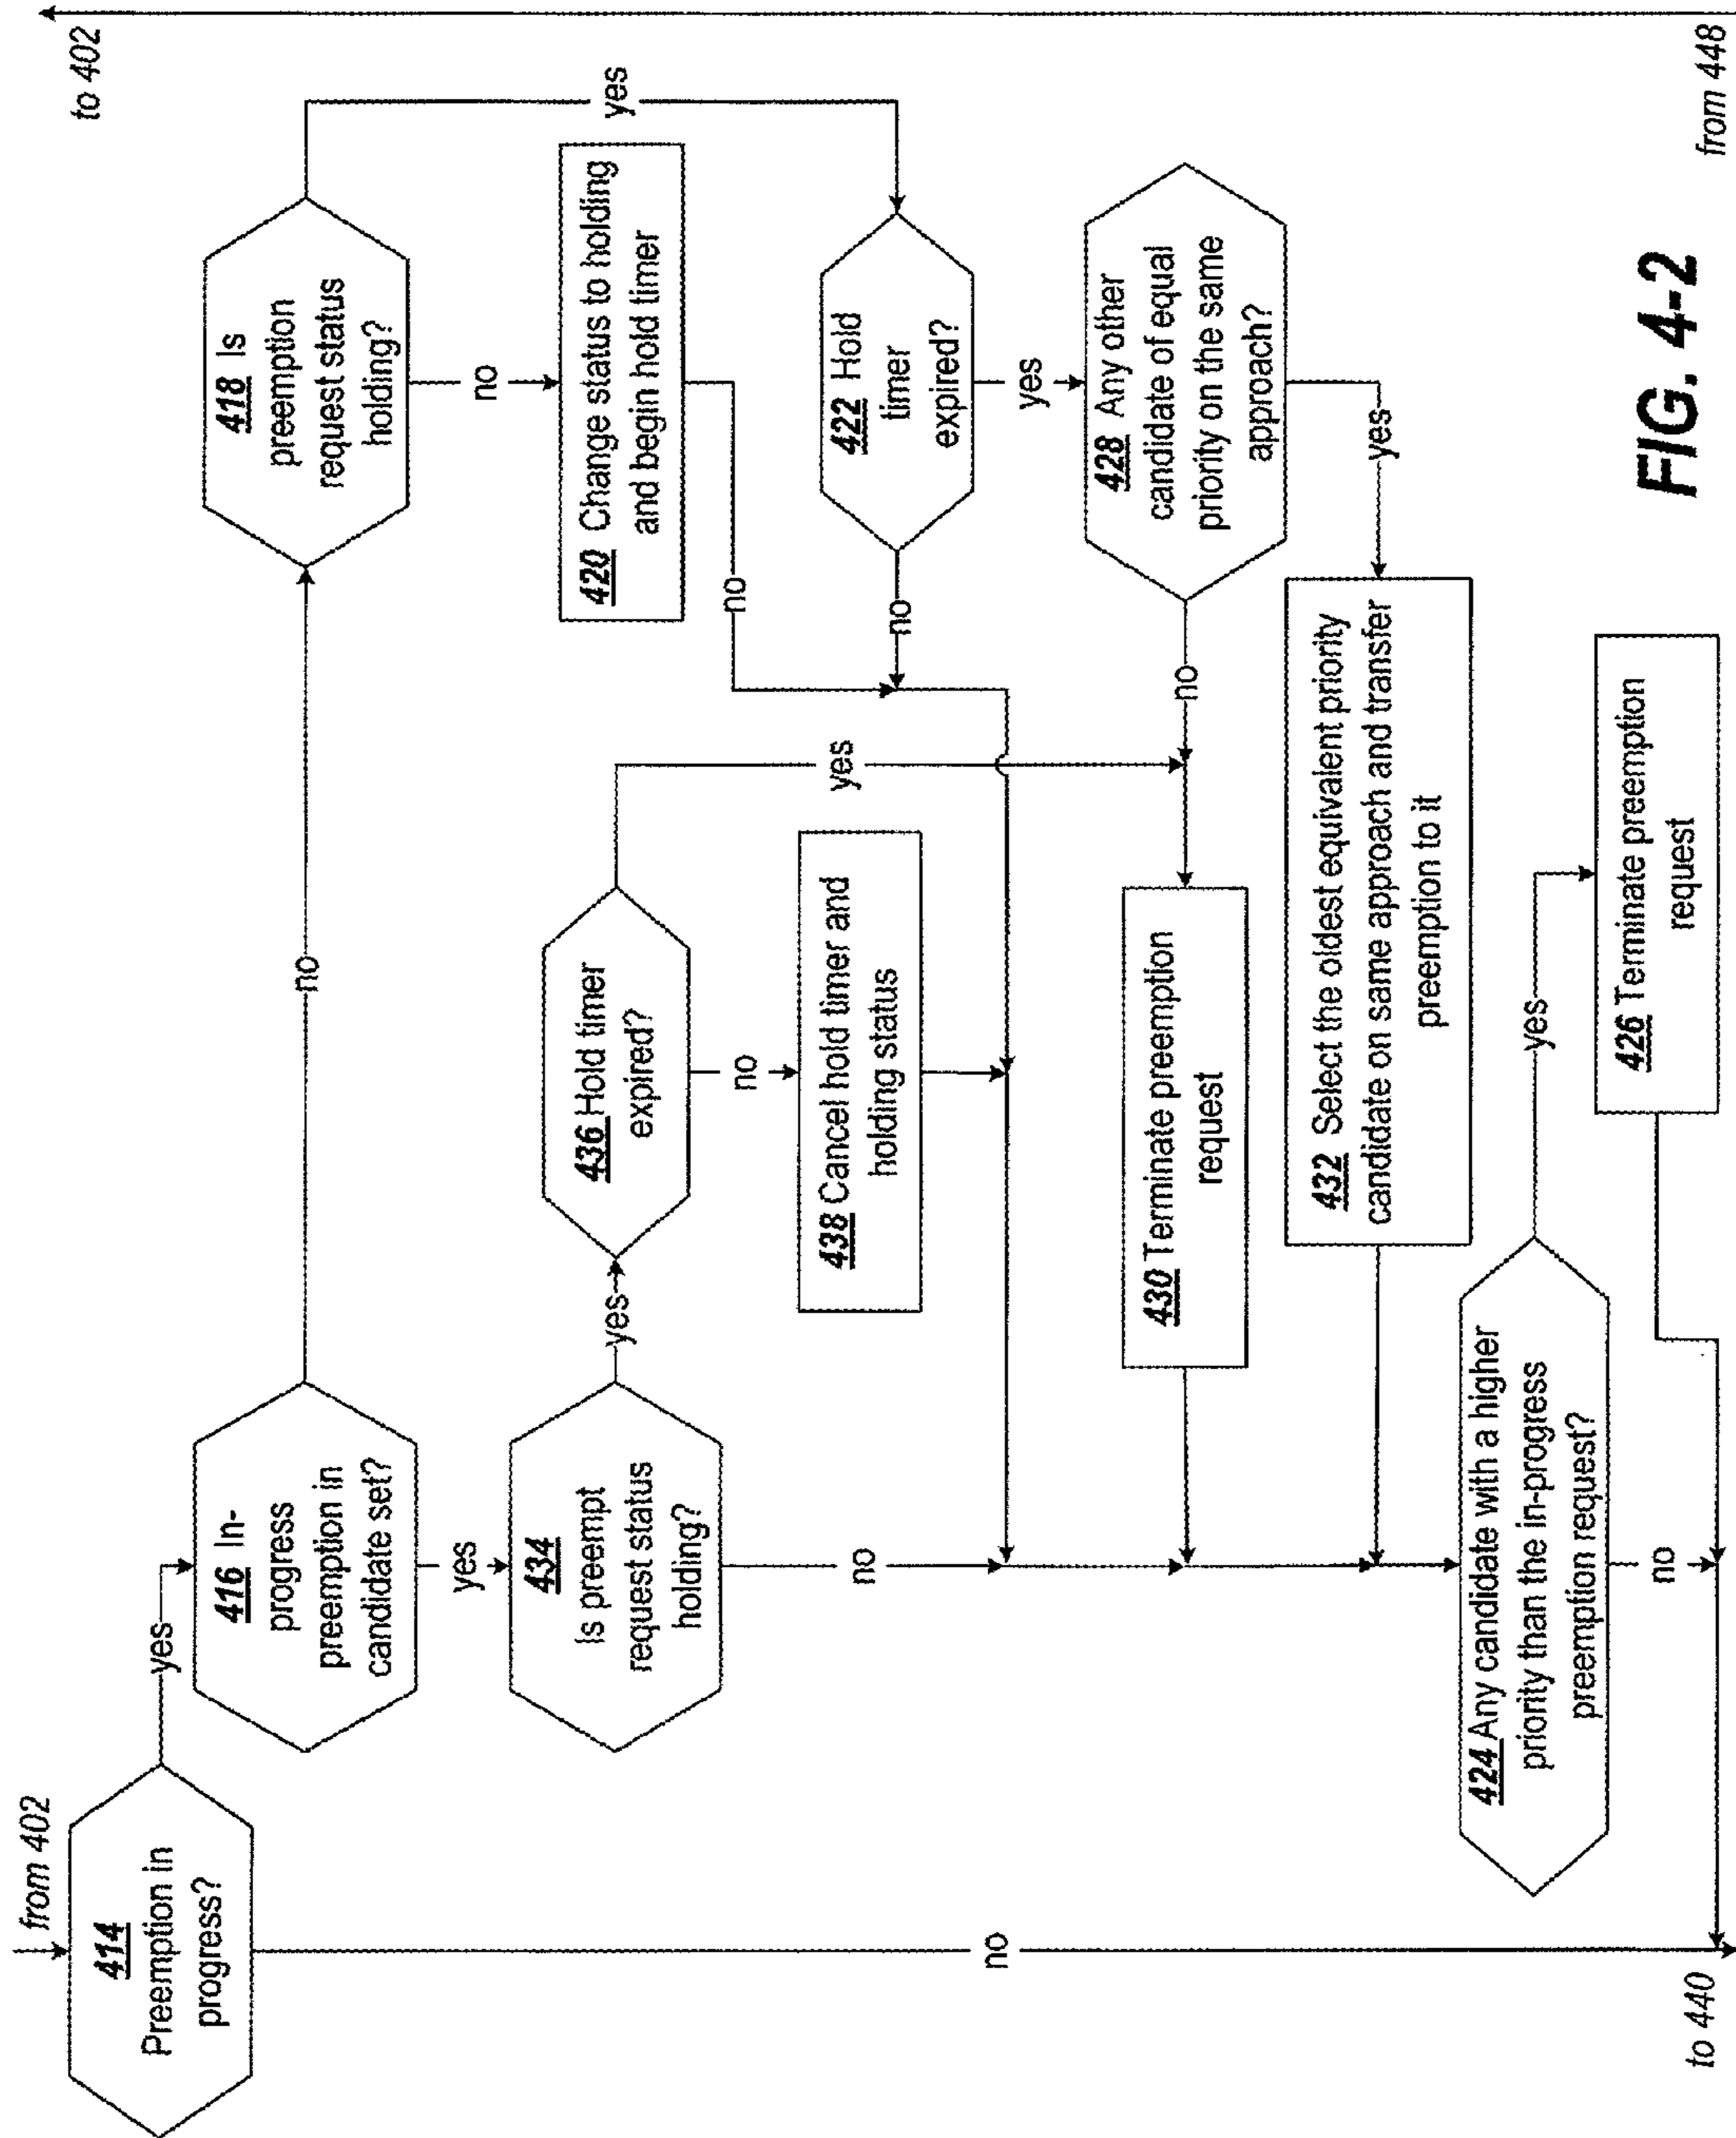 from 402
to 402
414
Preemption in
progress?
yes
416 In-
progress
preemption in
candidate set?
no
418 Is
preemption
request status
holding?
yes
no
420 Change status to holding
and begin hold timer
no
yes
434
Is preempt
request status
holding?
yes
436 Hold timer
expired?
yes
no
438 Cancel hold timer and
holding status
422 Hold
timer
expired?
no
yes
428 Any other
candidate of equal
priority on the same
approach?
no
yes
no
430 Terminate preemption
request
432 Select the oldest equivalent priority
candidate on same approach and transfer
preemption to it
no
424 Any candidate with a higher
priority than the in-progress
preemption request?
yes
no
426 Terminate preemption
request
to 440
from 448
FIG. 4-2